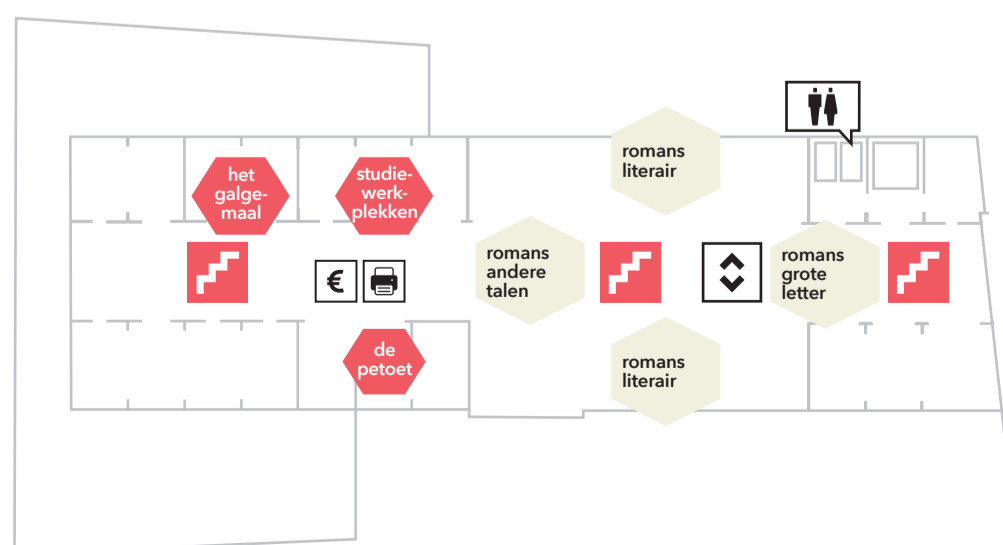 het
galge-
maal
studie-
werk-
plekken
romans
literair
romans
andere
talen
€
romans
grote
letter
de
petoet
romans
literair